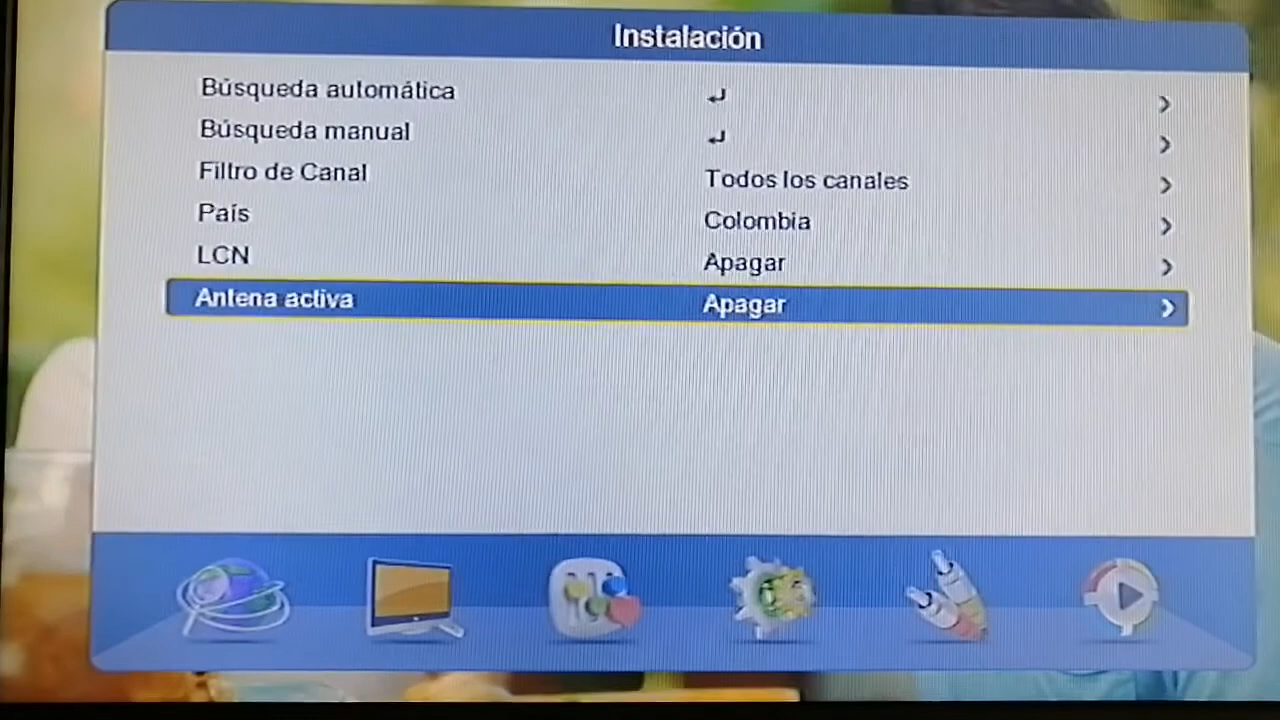 Instalación
Búsqueda automática
Búsqueda manual
Filtro de Canal Todos los canales
País Colombia
LCN Apagar
Antena activa Apagar